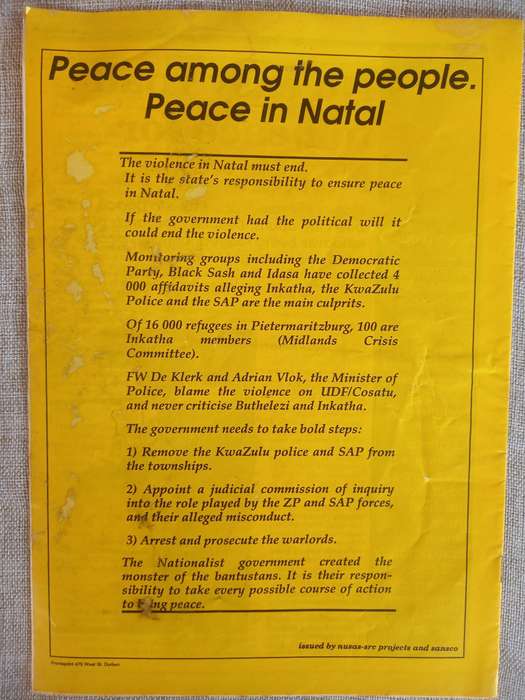 Peace among the people.
Peace in Natal
The violence in Natal must end.
It is the state's responsibility to ensure peace
in Natal.
If the government had the political will it
could end the violence.
Monitoring groups including the Democratic
Party, Black Sash and Idasa have collected 4
000 affidavits alleging Inkatha, the KwaZulu
Police and the SAP are the main culprits.
Of 16 000 refugees in Pietermaritzburg, 100 are
Inkatha members (Midlands Crisis
Committee).
FW De Klerk and Adrian Vlok, the Minister of
Police, blame the violence on UDF/Cosatu,
and never criticise Buthelezi and Inkatha.
The government needs to take bold steps:
1) Remove the KwaZulu police and SAP from
the townships.
2) Appoint a judicial commission of inquiry
into the role played by the ZP and SAP forces,
and their alleged misconduct.
3) Arrest and prosecute the warlords.
The Nationalist government created the
monster of the bantustans. It is their respon-
sibility to take every possible course of action
to bring peace.
issued by nusas-src projects and sansco
West St. Durban